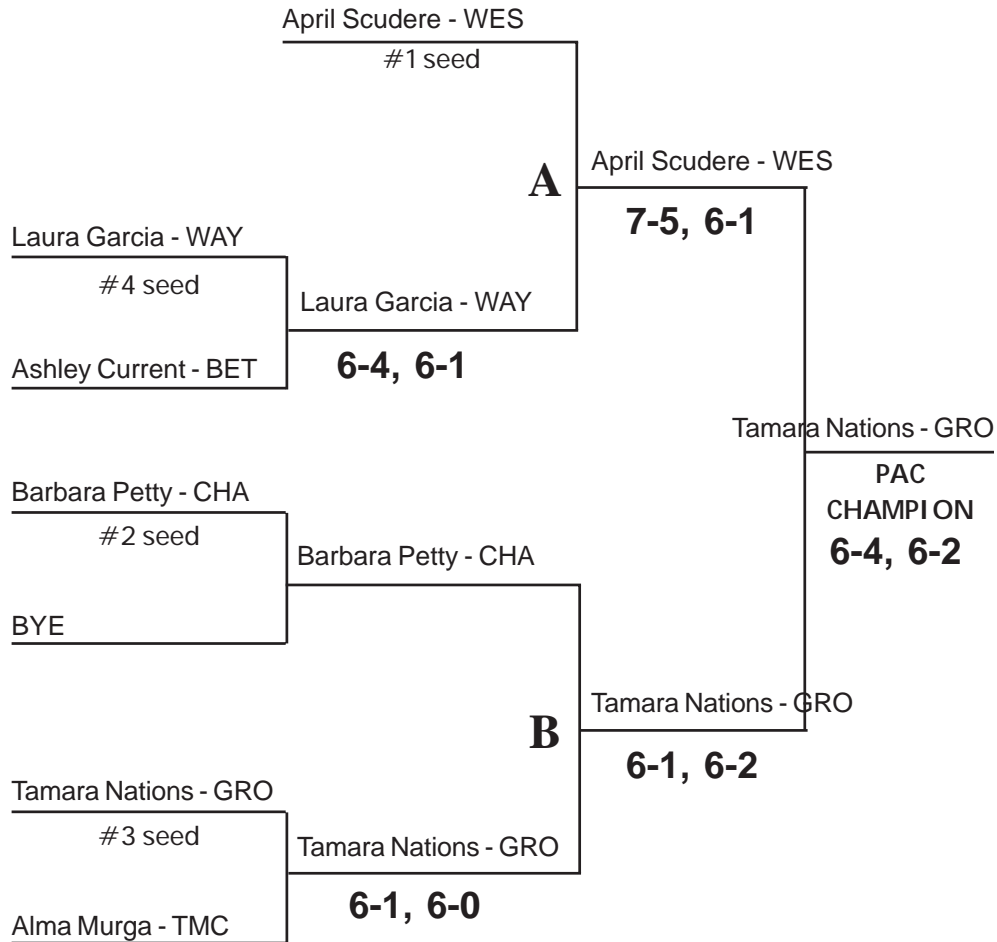 April Scudere - WES
#1 seed
A
April Scudere - WES
7-5, 6-1
Laura Garcia - WAY
#4 seed
Laura Garcia - WAY
6-4, 6-1
Ashley Current - BET
Tamara Nations - GRO
PAC
CHAMPION
6-4, 6-2
Barbara Petty - CHA
#2 seed
Barbara Petty - CHA
BYE
B
Tamara Nations - GRO
6-1, 6-2
Tamara Nations - GRO
#3 seed
Tamara Nations - GRO
6-1, 6-0
Alma Murga - TMC